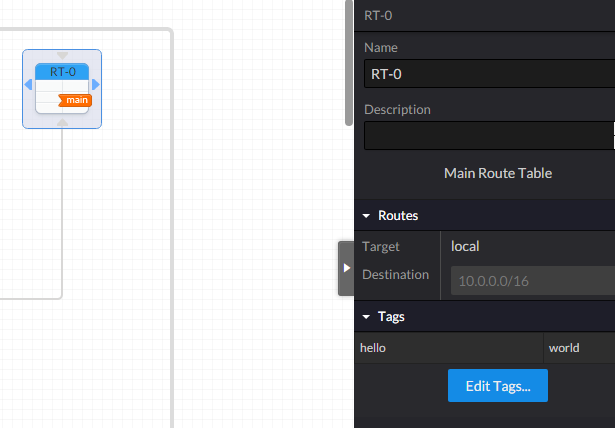 RT-0
main
RT-0
Name
RT-0
Description
Main Route Table
Routes
Target local
Destination 10.0.0.0/16
Tags
hello world
Edit Tags...